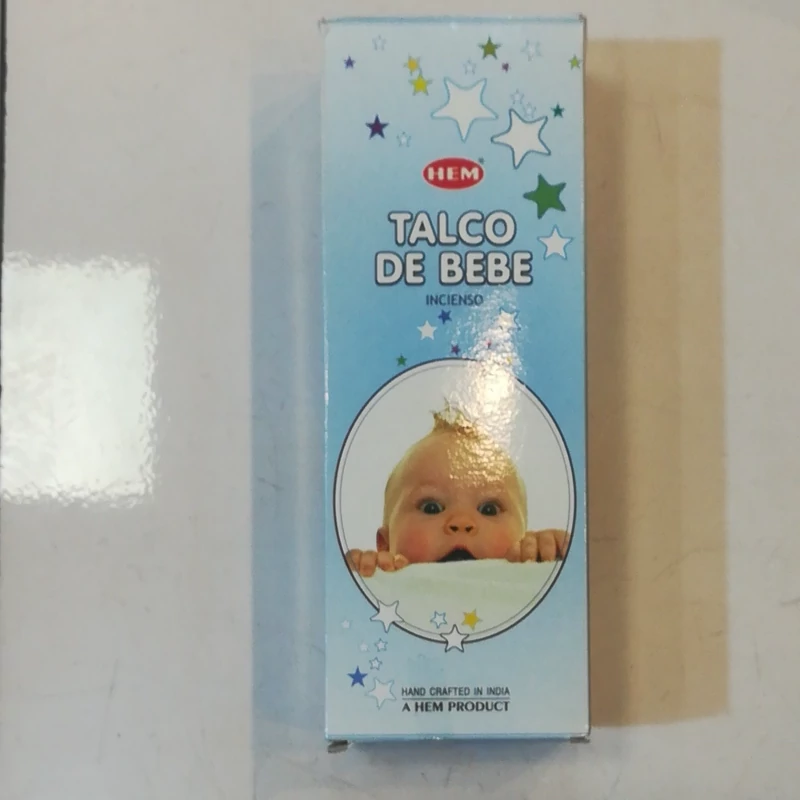 HEM
TALCO
DE BEBE
INCIENSO
HAND CRAFTED IN INDIA
A HEM PRODUCT